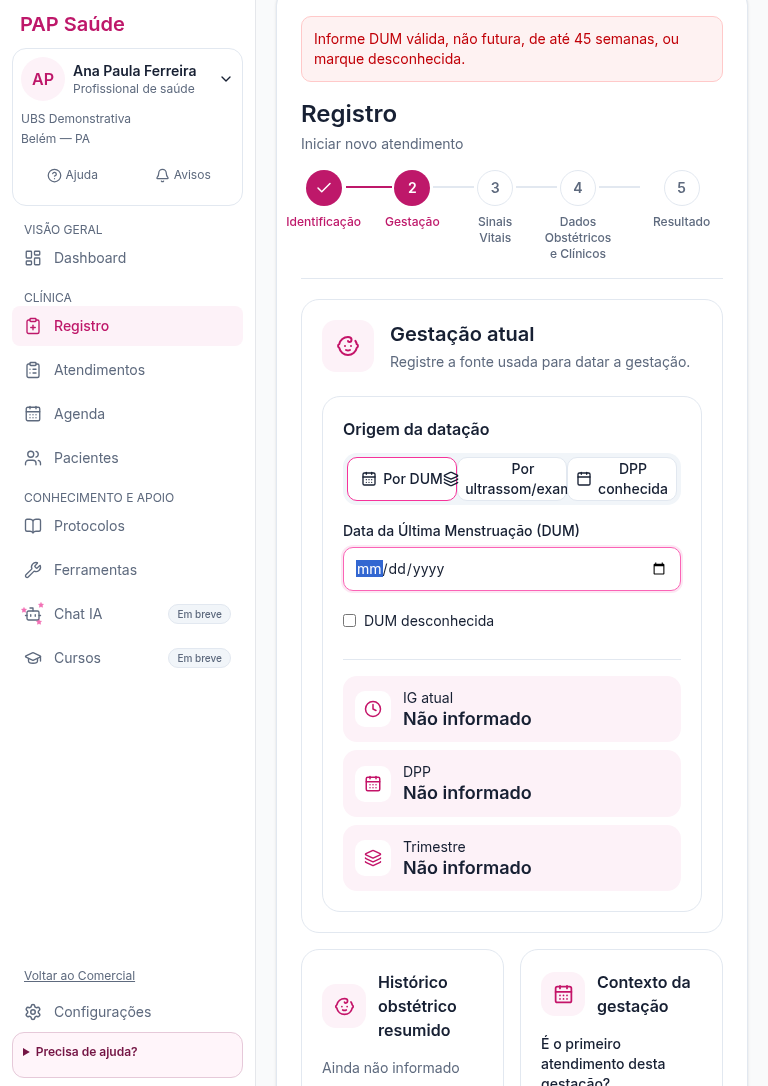 PAP Saúde
AP
Ana Paula Ferreira
Profissional de saúde
UBS Demonstrativa
Belém — PA
Ajuda
Avisos
VISÃO GERAL
Dashboard
CLÍNICA
Registro
Atendimentos
Agenda
Pacientes
CONHECIMENTO E APOIO
Protocolos
Ferramentas
Chat IA
Em breve
Cursos
Em breve
Voltar ao Comercial
Configurações
Precisa de ajuda?
Informe DUM válida, não futura, de até 45 semanas, ou
marque desconhecida.
Registro
Iniciar novo atendimento
2
3
4
5
Identificação
Gestação
Sinais
Vitais
Dados
Obstétricos
e Clínicos
Resultado
Gestação atual
Registre a fonte usada para datar a gestação.
Origem da datação
Por DUM
Por
ultrassom/exam
DPP
conhecida
Data da Última Menstruação (DUM)
mm/dd/yyyy
DUM desconhecida
IG atual
Não informado
DPP
Não informado
Trimestre
Não informado
Histórico
obstétrico
resumido
Ainda não informado
Contexto da
gestação
É o primeiro
atendimento desta
gestação?